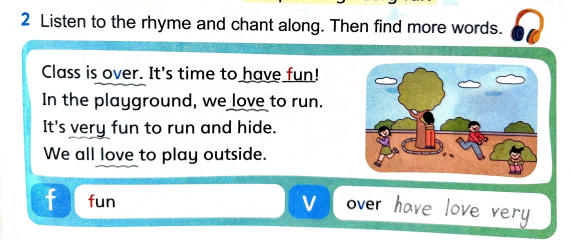 2 Listen to the rhyme and chant along. Then find more words.
Class is over. It's time to have fun!
In the playground, we love to run.
It's very fun to run and hide.
We all love to play outside.
f fun v over have love very